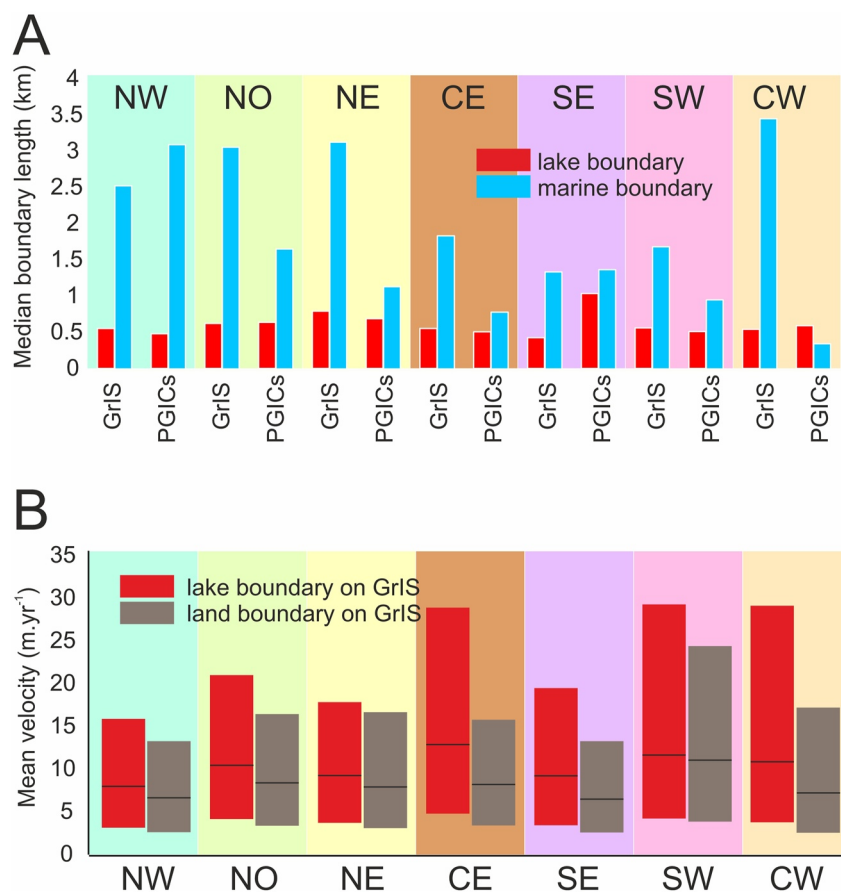 A
Median boundary length (km)
4
3.5
3
2.5
2
1.5
1
0.5
0
NW NO NE CE SE SW CW
lake boundary
marine boundary
GrIS PGICs GrIS PGICs GrIS PGICs GrIS PGICs GrIS PGICs GrIS PGICs GrIS PGICs
B
Mean velocity (m.yr⁻¹)
35
30
25
20
15
10
5
0
lake boundary on GrIS
land boundary on GrIS
NW NO NE CE SE SW CW